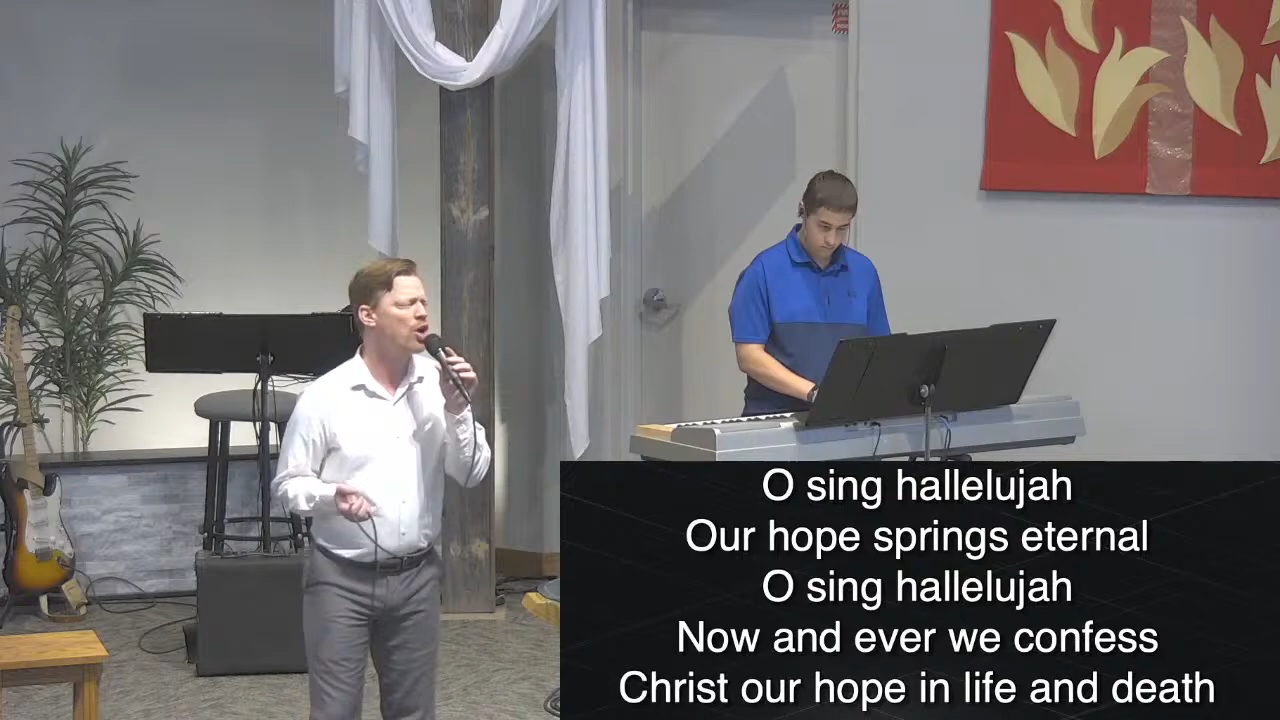 O sing hallelujah
Our hope springs eternal
O sing hallelujah
Now and ever we confess
Christ our hope in life and death